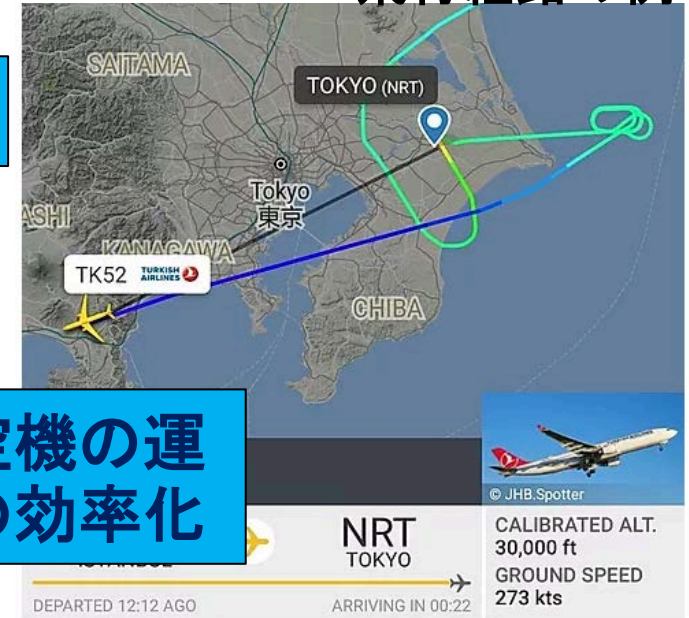 SAITAMA
TOKYO (NRT)
Tokyo
東京
ASHI
KANAGAWA
TK52 TURKISH AIRLINES
CHIBA
空機の運
の効率化
© JHB.Spotter
NRT
TOKYO
DEPARTED 12:12 AGO
ARRIVING IN 00:22
CALIBRATED ALT.
30,000 ft
GROUND SPEED
273 kts